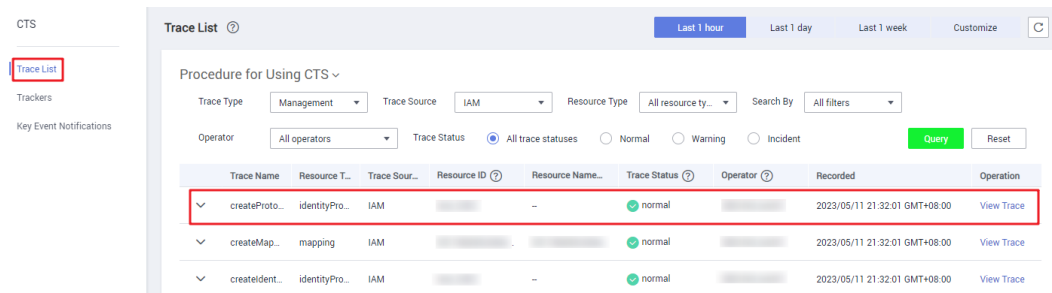 CTS
Trace List
Trackers
Key Event Notifications
Trace List ?
Last 1 hour Last 1 day Last 1 week Customize
Procedure for Using CTS
Trace Type Management Trace Source IAM Resource Type All resource ty... Search By All filters
Operator All operators Trace Status All trace statuses Normal Warning Incident Query Reset
Trace Name Resource T... Trace Sour... Resource ID ? Resource Name... Trace Status ? Operator ? Recorded Operation
createProto... identityPro... IAM -- normal 2023/05/11 21:32:01 GMT+08:00 View Trace
createMap... mapping IAM normal 2023/05/11 21:32:01 GMT+08:00 View Trace
createIdent... identityPro... IAM -- normal 2023/05/11 21:32:01 GMT+08:00 View Trace